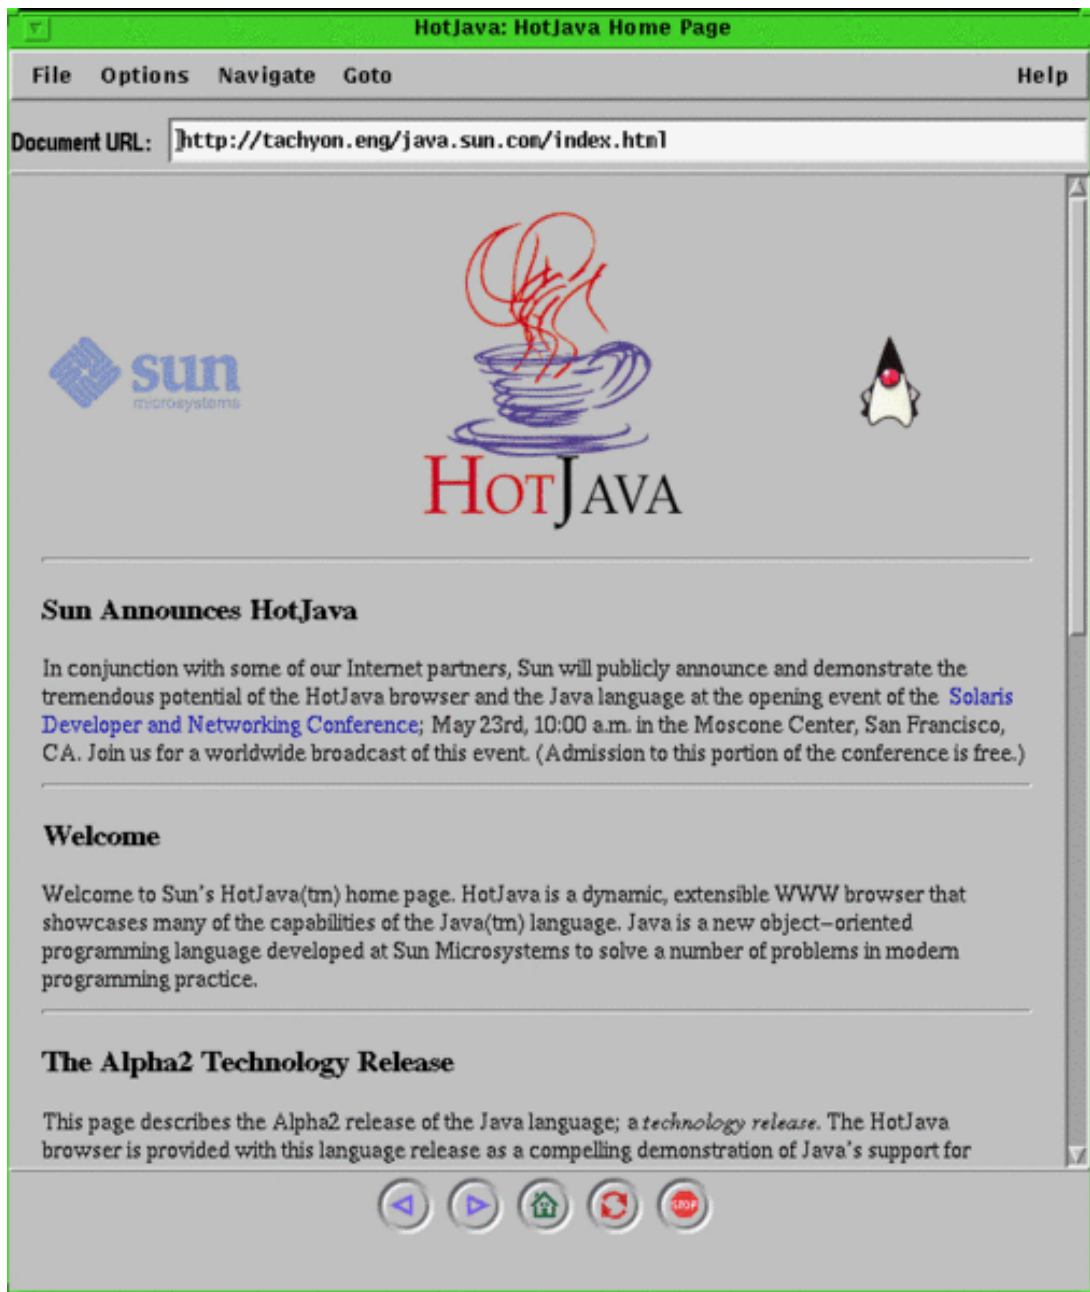 HotJava: HotJava Home Page
File Options Navigate Goto Help
Document URL: http://tachyon.eng/java.sun.com/index.html
sun
microsystems
HOTJAVA
Sun Announces HotJava
In conjunction with some of our Internet partners, Sun will publicly announce and demonstrate the
tremendous potential of the HotJava browser and the Java language at the opening event of the Solaris
Developer and Networking Conference; May 23rd, 10:00 a.m. in the Moscone Center, San Francisco,
CA. Join us for a worldwide broadcast of this event. (Admission to this portion of the conference is free.)
Welcome
Welcome to Sun's HotJava(tm) home page. HotJava is a dynamic, extensible WWW browser that
showcases many of the capabilities of the Java(tm) language. Java is a new object-oriented
programming language developed at Sun Microsystems to solve a number of problems in modern
programming practice.
The Alpha2 Technology Release
This page describes the Alpha2 release of the Java language; a technology release. The HotJava
browser is provided with this language release as a compelling demonstration of Java's support for
STOP